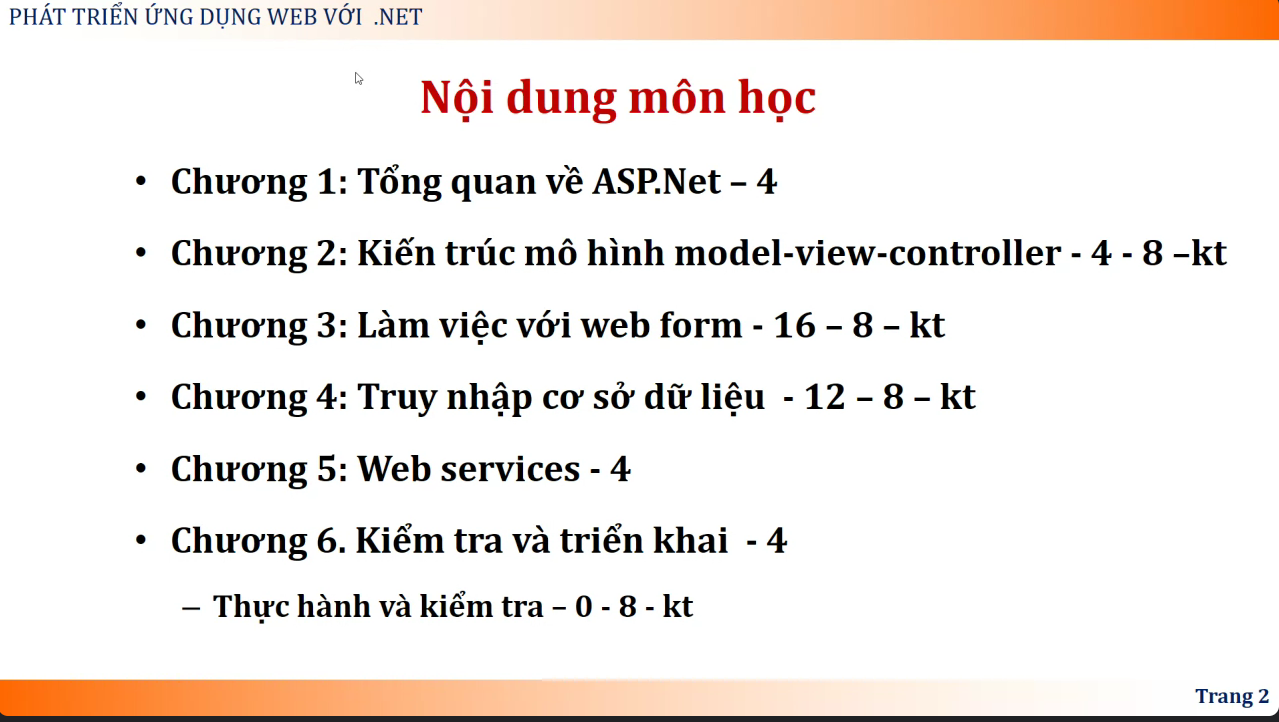 PHÁT TRIỂN ỨNG DỤNG WEB VỚI .NET
Nội dung môn học
• Chương 1: Tổng quan về ASP.Net – 4
• Chương 2: Kiến trúc mô hình model-view-controller - 4 - 8 –kt
• Chương 3: Làm việc với web form - 16 – 8 – kt
• Chương 4: Truy nhập cơ sở dữ liệu - 12 – 8 – kt
• Chương 5: Web services - 4
• Chương 6. Kiểm tra và triển khai - 4
– Thực hành và kiểm tra – 0 - 8 - kt
Trang 2